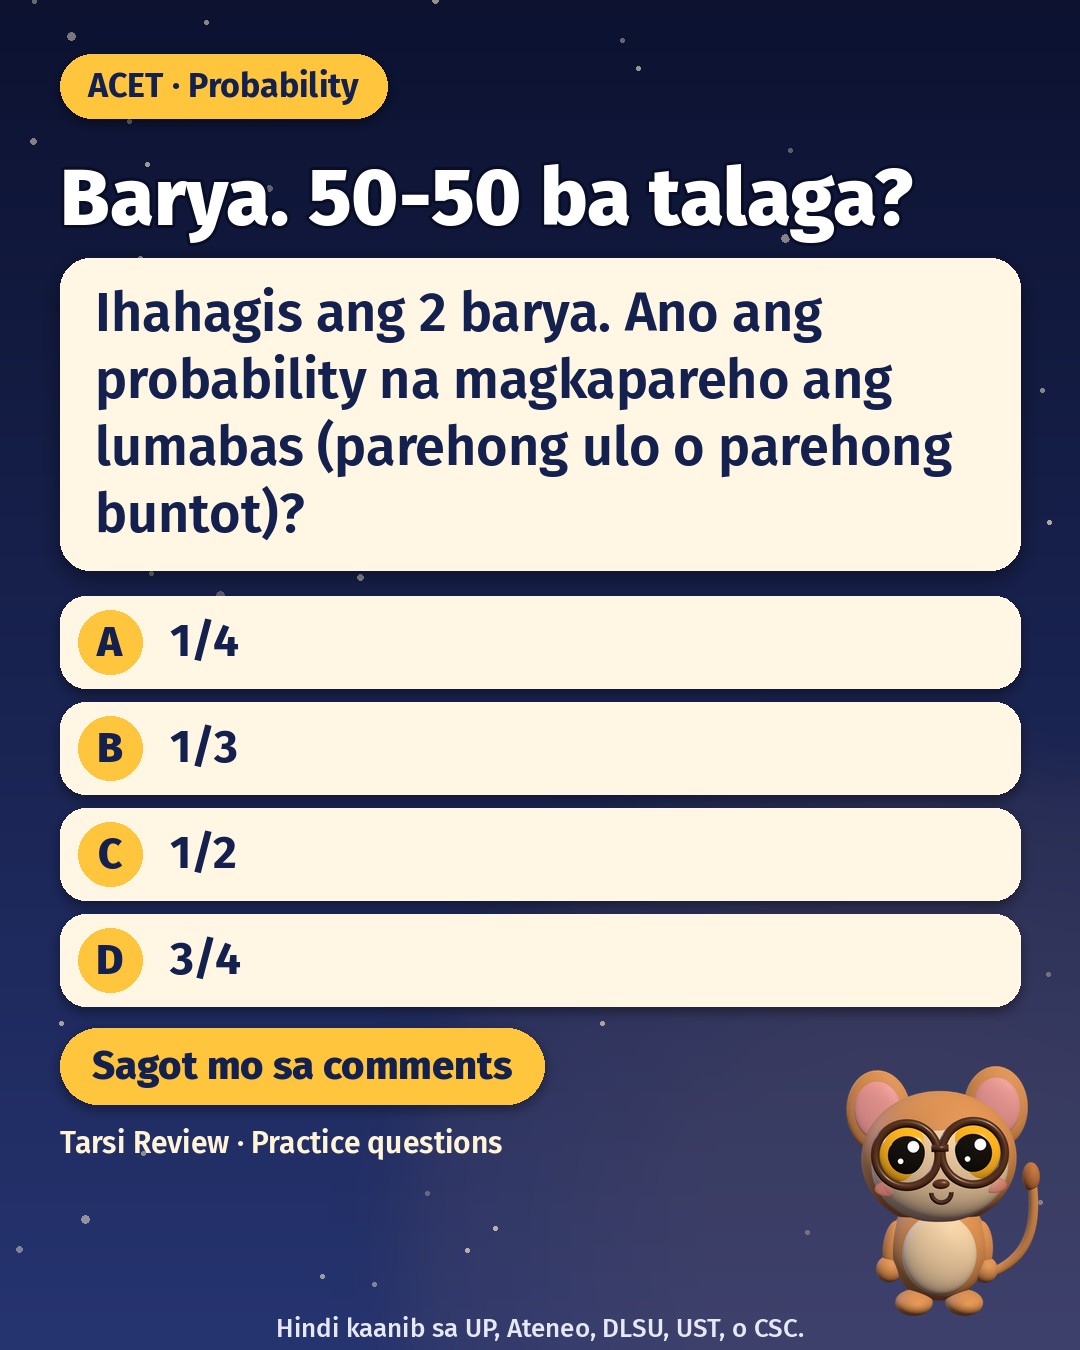 ACET · Probability
Barya. 50-50 ba talaga?
Ihahagis ang 2 barya. Ano ang
probability na magkapareho ang
lumabas (parehong ulo o parehong
buntot)?
A 1/4
B 1/3
C 1/2
D 3/4
Sagot mo sa comments
Tarsi Review · Practice questions
Hindi kaanib sa UP, Ateneo, DLSU, UST, o CSC.